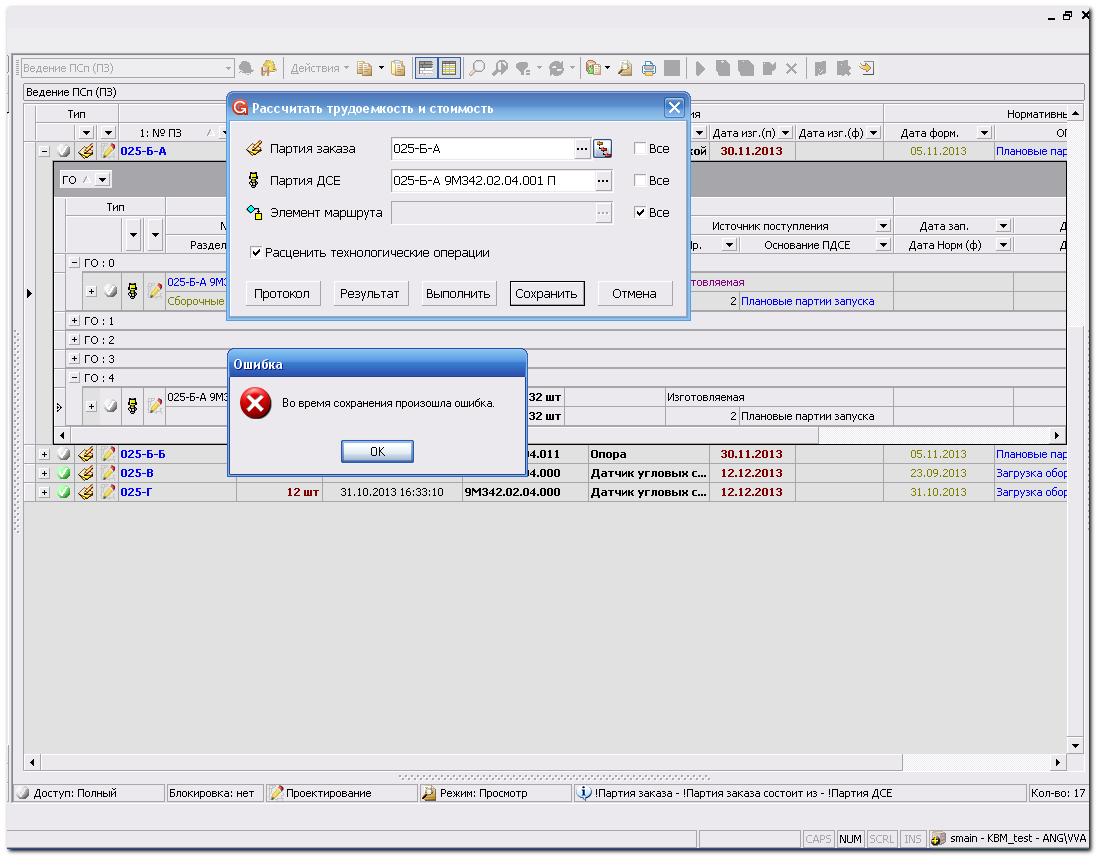 Ведение ПСп (ПЗ) Действия
Ведение ПСп (ПЗ)
Рассчитать трудоемкость и стоимость
Партия заказа 025-Б-А ... Все
Партия ДСЕ 025-Б-А 9М342.02.04.001 П ... Все
Элемент маршрута ... Все
Расценить технологические операции
Протокол Результат Выполнить Сохранить Отмена
Ошибка
Во время сохранения произошла ошибка.
OK
Тип ия Нормативнь
1: № ПЗ Дата изг.(п) Дата изг.(ф) Дата форм. ОГ
025-Б-А кой 30.11.2013 05.11.2013 Плановые пар
ГО
Тип Источник поступления Дата зап. Д
Раздел Пр. Основание ПДСЕ Дата Норм (ф) Д
ГО : 0
025-Б-А 9М3 товляемая
Сборочные 2 Плановые партии запуска
ГО : 1
ГО : 2
ГО : 3
ГО : 4
025-Б-А 9М3 32 шт Изготовляемая
32 шт 2 Плановые партии запуска
025-Б-Б 04.011 Опора 30.11.2013 05.11.2013 Плановые пар
025-В 04.000 Датчик угловых с... 12.12.2013 23.09.2013 Загрузка обор
025-Г 12 шт 31.10.2013 16:33:10 9М342.02.04.000 Датчик угловых с... 12.12.2013 31.10.2013 Загрузка обор
Доступ: Полный Блокировка: нет Проектирование Режим: Просмотр !Партия заказа - !Партия заказа состоит из - !Партия ДСЕ Кол-во: 17
CAPS NUM SCRL INS smain - KBM_test - ANG\VVA